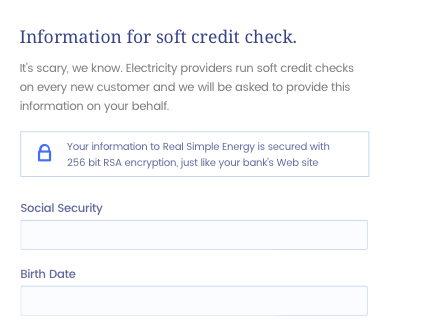 Information for soft credit check.
It's scary, we know. Electricity providers run soft credit checks
on every new customer and we will be asked to provide this
information on your behalf.
Your information to Real Simple Energy is secured with
256 bit RSA encryption, just like your bank's Web site
Social Security
Birth Date